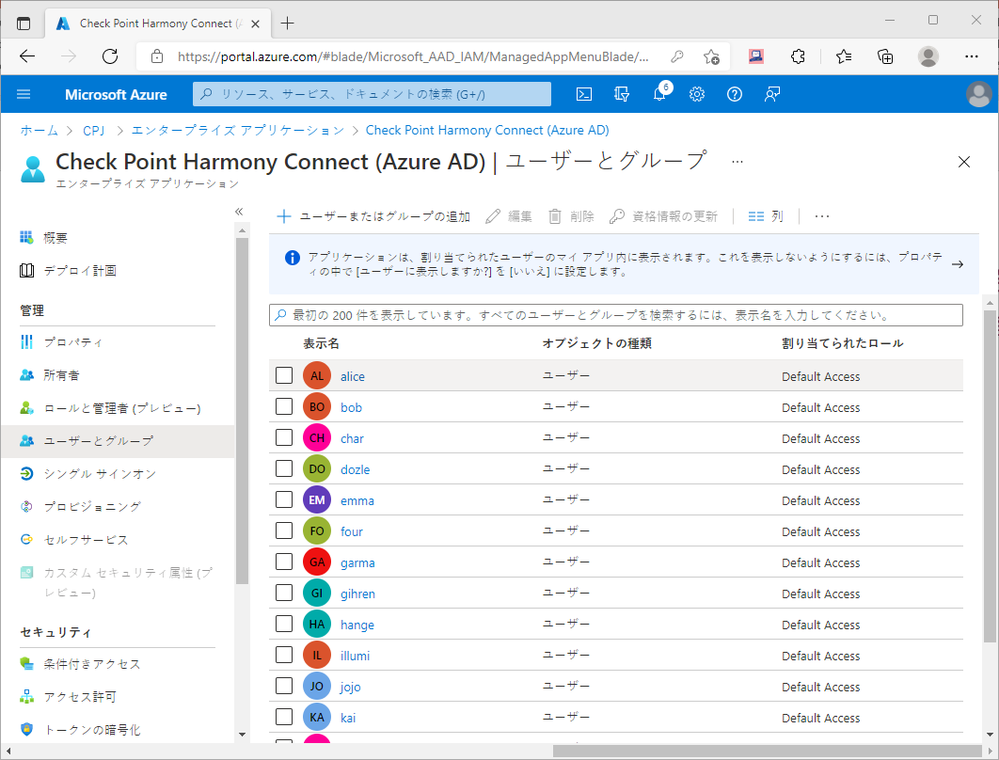 Check Point Harmony Connect (A
https://portal.azure.com/#blade/Microsoft_AAD_IAM/ManagedAppMenuBlade/...
Microsoft Azure
リソース、サービス、ドキュメントの検索 (G+/)
6
ホーム > CPJ > エンタープライズ アプリケーション > Check Point Harmony Connect (Azure AD)
Check Point Harmony Connect (Azure AD) | ユーザーとグループ ...
エンタープライズ アプリケーション
概要
デプロイ計画
管理
プロパティ
所有者
ロールと管理者 (プレビュー)
ユーザーとグループ
シングル サインオン
プロビジョニング
セルフサービス
カスタム セキュリティ属性 (プ
レビュー)
セキュリティ
条件付きアクセス
アクセス許可
トークンの暗号化
ユーザーまたはグループの追加 編集 削除 資格情報の更新 列 ...
アプリケーションは、割り当てられたユーザーのマイ アプリ内に表示されます。これを表示しないようにするには、プロパテ
ィの中で [ユーザーに表示しますか?] を [いいえ] に設定します。
最初の 200 件を表示しています。すべてのユーザーとグループを検索するには、表示名を入力してください。
表示名 オブジェクトの種類 割り当てられたロール
AL alice ユーザー Default Access
BO bob ユーザー Default Access
CH char ユーザー Default Access
DO dozle ユーザー Default Access
EM emma ユーザー Default Access
FO four ユーザー Default Access
GA garma ユーザー Default Access
GI gihren ユーザー Default Access
HA hange ユーザー Default Access
IL illumi ユーザー Default Access
JO jojo ユーザー Default Access
KA kai ユーザー Default Access